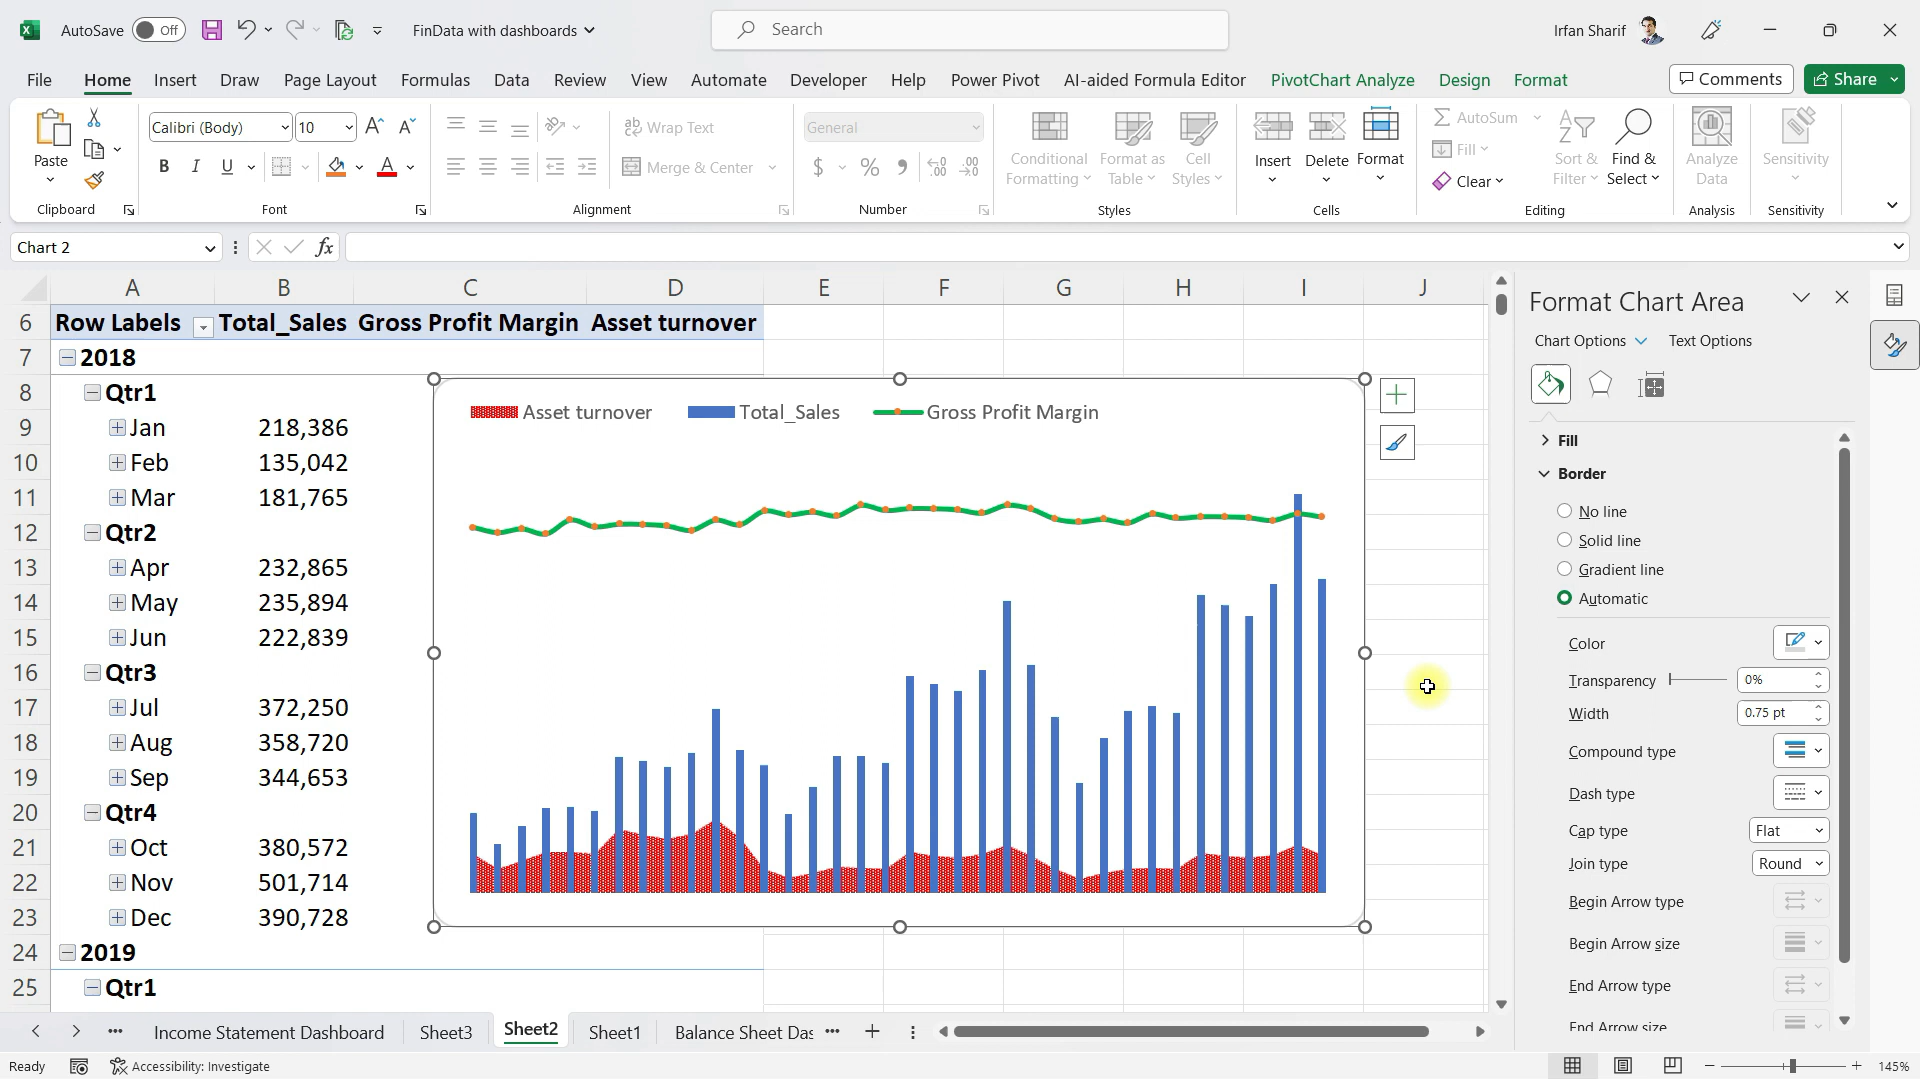 AutoSave Off FinData with dashboards Search Irfan Sharif
File Home Insert Draw Page Layout Formulas Data Review View Automate Developer Help Power Pivot AI-aided Formula Editor PivotChart Analyze Design Format Comments Share
Calibri (Body) 10 Wrap Text General AutoSum
Paste Conditional Formatting Format as Table Cell Styles Insert Delete Format Fill Sort & Filter Find & Select Analyze Data Sensitivity
B I U Merge & Center $ % Clear
Clipboard Font Alignment Number Styles Cells Editing Analysis Sensitivity
Chart 2 fx
A B C D E F G H I J
6 Row Labels Total_Sales Gross Profit Margin Asset turnover
7 2018
8 Qtr1
9 Jan 218,386
10 Feb 135,042
11 Mar 181,765
12 Qtr2
13 Apr 232,865
14 May 235,894
15 Jun 222,839
16 Qtr3
17 Jul 372,250
18 Aug 358,720
19 Sep 344,653
20 Qtr4
21 Oct 380,572
22 Nov 501,714
23 Dec 390,728
24 2019
25 Qtr1
Asset turnover Total_Sales Gross Profit Margin
Format Chart Area
Chart Options Text Options
Fill
Border
No line
Solid line
Gradient line
Automatic
Color
Transparency 0%
Width 0.75 pt
Compound type
Dash type
Cap type Flat
Join type Round
Begin Arrow type
Begin Arrow size
End Arrow type
End Arrow size
Income Statement Dashboard Sheet3 Sheet2 Sheet1 Balance Sheet Das
Ready Accessibility: Investigate 145%